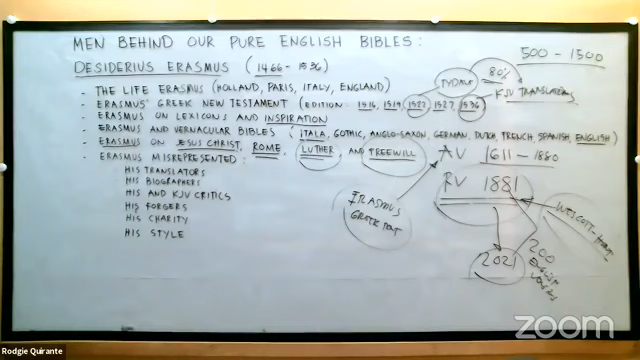 MEN BEHIND OUR PURE ENGLISH BIBLES:
500 - 1500
DESIDERIUS ERASMUS (1466 - 1536)
TYNDALE 80%
KJV TRANSLATORS
- THE LIFE ERASMUS (HOLLAND, PARIS, ITALY, ENGLAND)
- ERASMUS' GREEK NEW TESTAMENT (EDITION: 1516, 1519, 1522, 1527, 1536
- ERASMUS ON LEXICONS AND INSPIRATION
- ERASMUS AND VERNACULAR BIBLES (ITALA, GOTHIC, ANGLO-SAXON, GERMAN, DUTCH, FRENCH, SPANISH, ENGLISH)
- ERASMUS ON JESUS CHRIST, ROME, LUTHER, AND FREEWILL
AV 1611 - 1880
- ERASMUS MISREPRESENTED:
HIS TRANSLATORS
HIS BIOGRAPHERS
HIS AND KJV CRITICS
HIS FORGERS
HIS CHARITY
HIS STYLE
RV 1881
ERASMUS
GREEK TEXT
WESCOTT-HORT
2021
200
ENGLISH
zoom
Rodgie Quirante